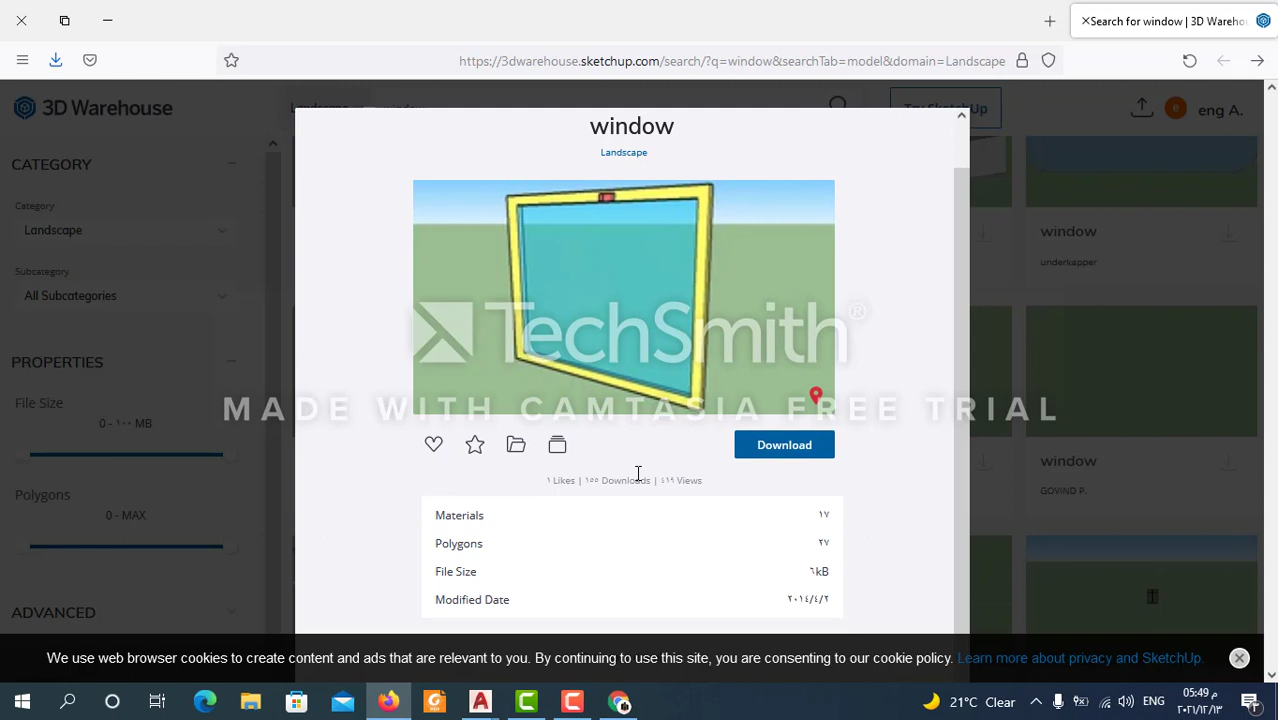 Search for window | 3D Wareho
https://3dwarehouse.sketchup.com/search/?q=window&searchTab=model&domain=Landscape
3D Warehouse
Landscape
window
Try SketchUp
eng A.
CATEGORY
Category
Landscape
Subcategory
All Subcategories
PROPERTIES
File Size
0 - ١٠٠ MB
Polygons
0 - MAX
ADVANCED
window
Landscape
TechSmith®
MADE WITH CAMTASIA FREE TRIAL
Download
١ Likes | ١٥٥ Downloads | ٤١٩ Views
Materials ١٧
Polygons ٢٧
File Size ٦kB
Modified Date ٢٠١٤/٤/٢
window
underkapper
window
GOVIND P.
We use web browser cookies to create content and ads that are relevant to you. By continuing to use this site, you are consenting to our cookie policy. Learn more about privacy and SketchUp.
21°C Clear
ENG
05:49 م